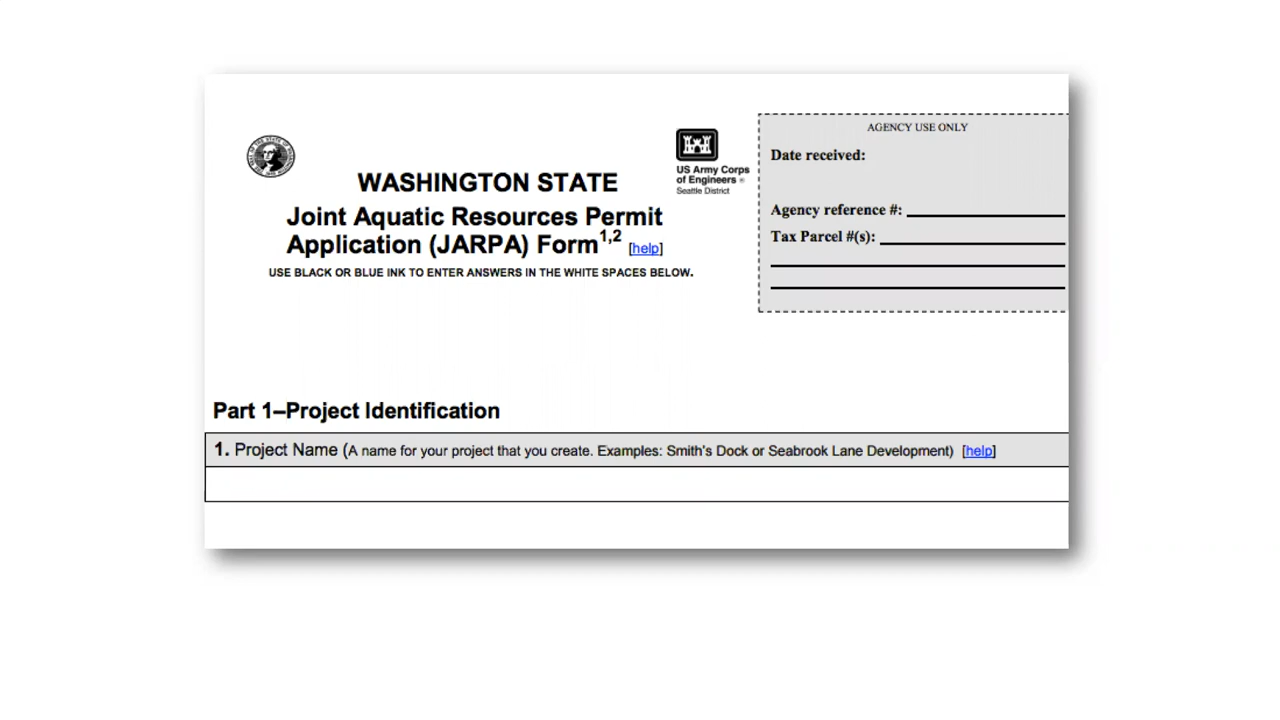 WASHINGTON STATE
Joint Aquatic Resources Permit
Application (JARPA) Form1,2 [help]
USE BLACK OR BLUE INK TO ENTER ANSWERS IN THE WHITE SPACES BELOW.
US Army Corps
of Engineers ®
Seattle District
AGENCY USE ONLY
Date received:
Agency reference #:
Tax Parcel #(s):
Part 1–Project Identification
1. Project Name (A name for your project that you create. Examples: Smith's Dock or Seabrook Lane Development) [help]